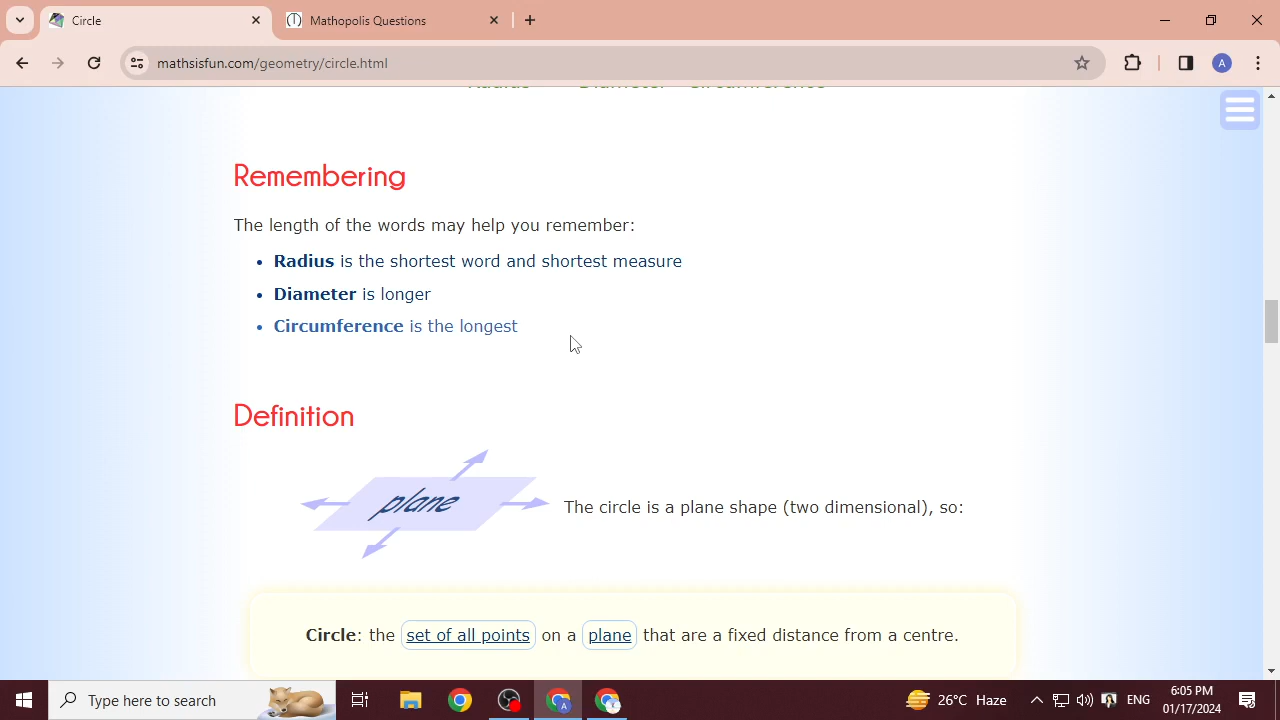 Circle
Mathopolis Questions
mathsisfun.com/geometry/circle.html
A
Radius Diameter Circumference
Remembering
The length of the words may help you remember:
• Radius is the shortest word and shortest measure
• Diameter is longer
• Circumference is the longest
Definition
plane
The circle is a plane shape (two dimensional), so:
Circle: the set of all points on a plane that are a fixed distance from a centre.
Type here to search
A
26°C Haze
ENG
6:05 PM
01/17/2024